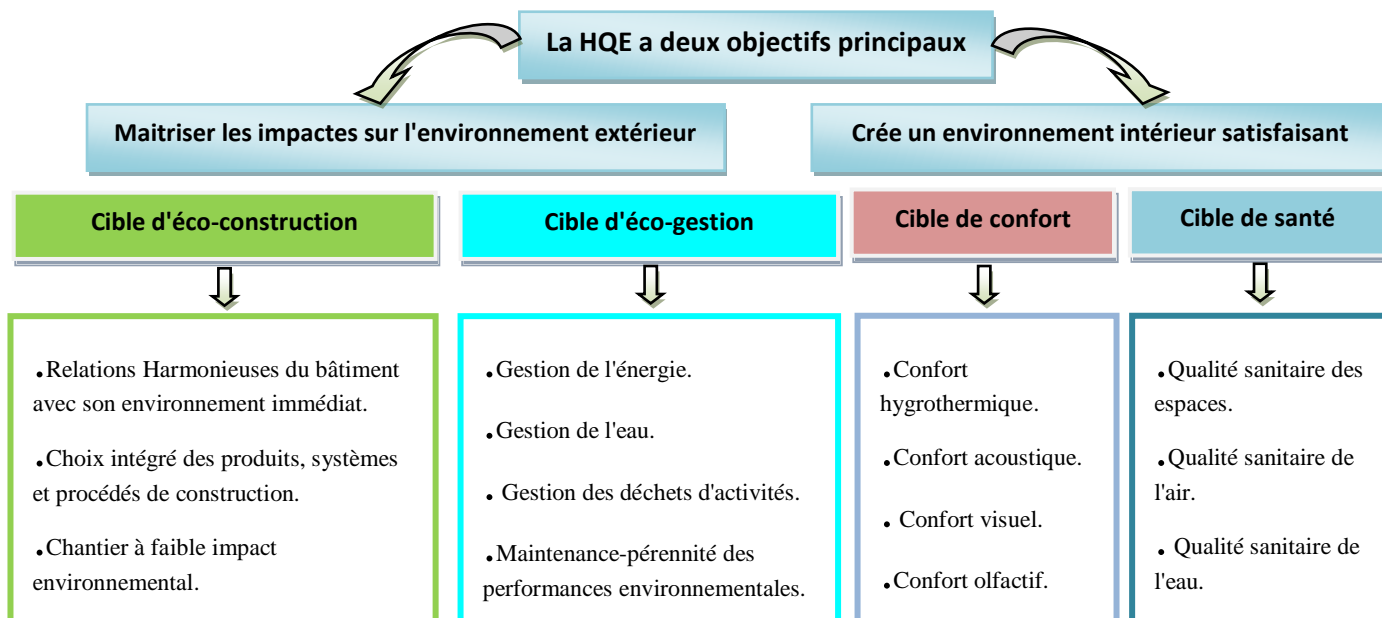 La HQE a deux objectifs principaux
Maitriser les impactes sur l'environnement extérieur
Crée un environnement intérieur satisfaisant
Cible d'éco-construction
Cible d'éco-gestion
Cible de confort
Cible de santé
.Relations Harmonieuses du bâtiment
avec son environnement immédiat.
.Choix intégré des produits, systèmes
et procédés de construction.
.Chantier à faible impact
environnemental.
.Gestion de l'énergie.
.Gestion de l'eau.
. Gestion des déchets d'activités.
.Maintenance-pérennité des
performances environnementales.
.Confort
hygrothermique.
.Confort acoustique.
. Confort visuel.
.Confort olfactif.
.Qualité sanitaire des
espaces.
.Qualité sanitaire de
l'air.
. Qualité sanitaire de
l'eau.